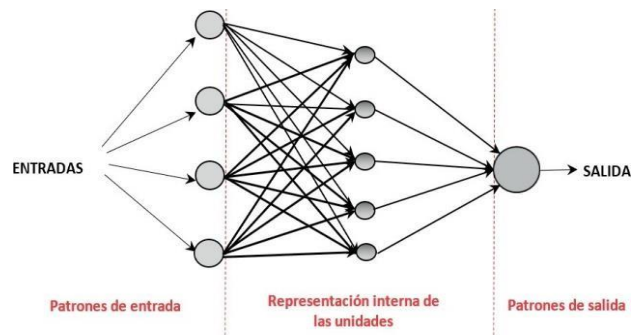 ENTRADAS
SALIDA
Patrones de entrada
Representación interna de
las unidades
Patrones de salida